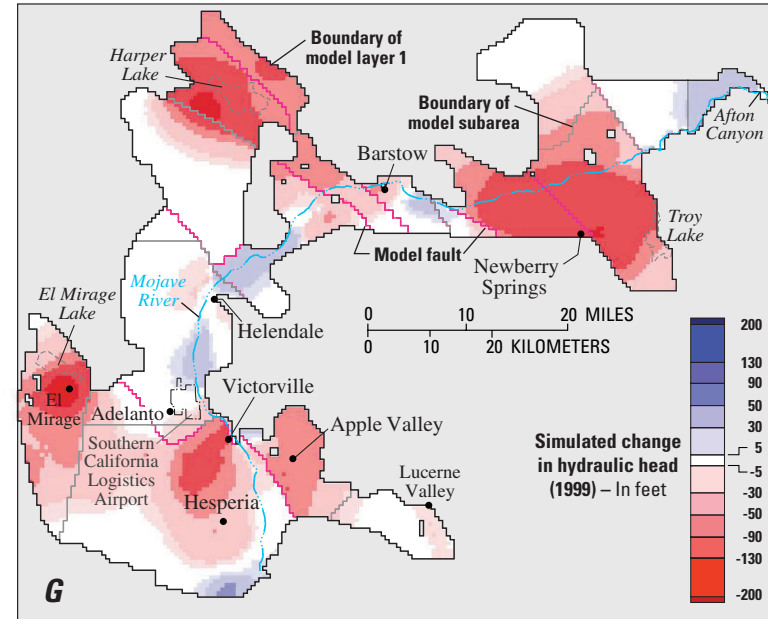 Harper
Lake
Boundary of
model layer 1
Boundary of
model subarea
Afton
Canyon
Barstow
Troy
Lake
Model fault
Newberry
Springs
Mojave
River
El Mirage
Lake
Helendale
0 10 20 MILES
0 10 20 KILOMETERS
El
Mirage
Adelanto
Victorville
Southern
California
Logistics
Airport
Apple Valley
Hesperia
Lucerne
Valley
Simulated change
in hydraulic head
(1999) – In feet
200
130
90
50
30
5
-5
-30
-50
-90
-130
-200
G